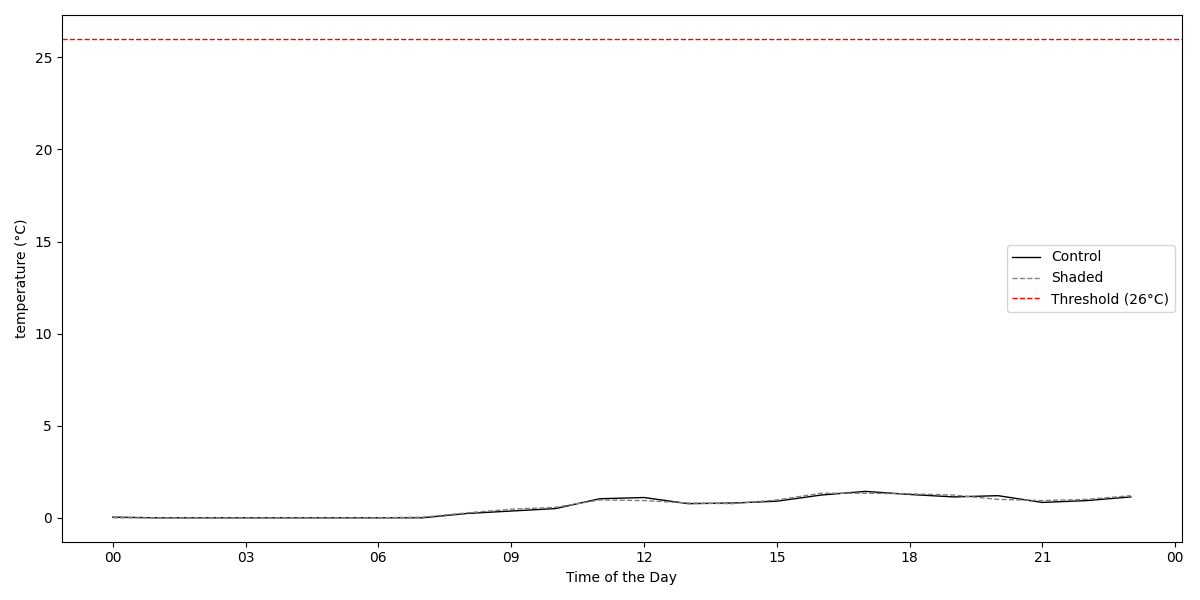 25
20
15
10
5
0
temperature (°C)
Control
Shaded
Threshold (26°C)
00 03 06 09 12 15 18 21 00
Time of the Day